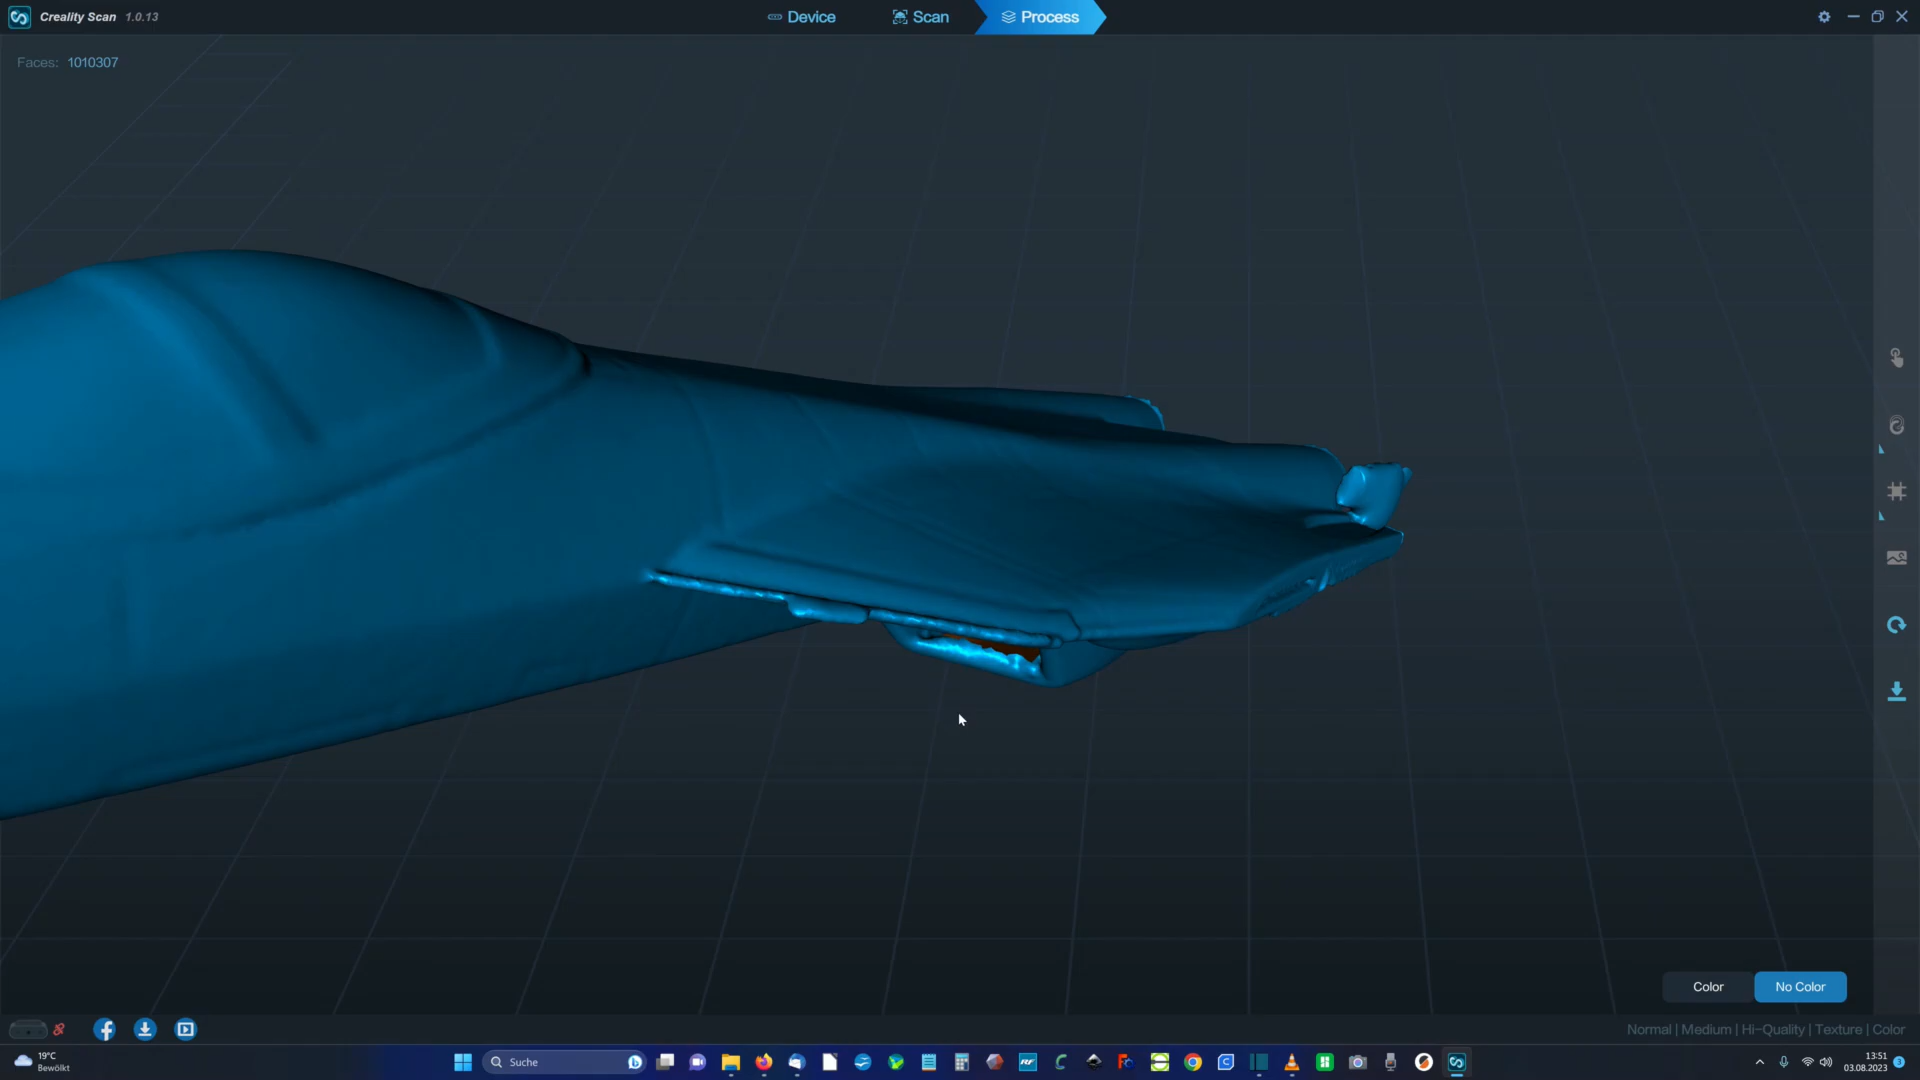 Creality Scan 1.0.13
Device
Scan
Process
Faces: 1010307
Color
No Color
Normal | Medium | Hi-Quality | Texture | Color
19°C
Bewölkt
Suche
13:51
03.08.2023
3